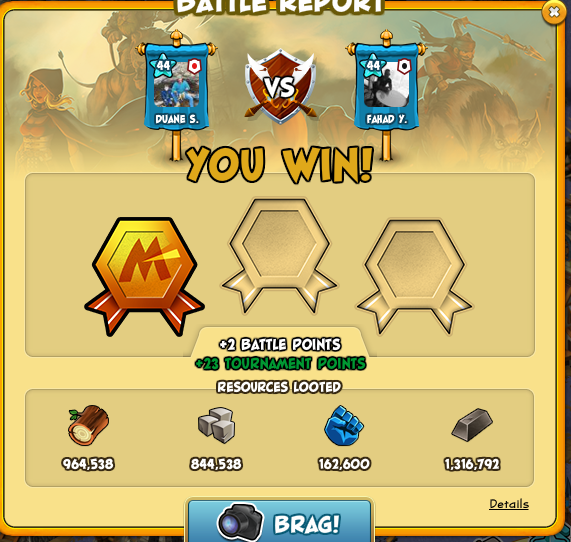 BATTLE REPORT
44
44
VS
DUANE S.
FAHAD Y.
YOU WIN!
M
+2 BATTLE POINTS
+23 TOURNAMENT POINTS
RESOURCES LOOTED
964,538
844,538
162,600
1,316,792
Details
BRAG!